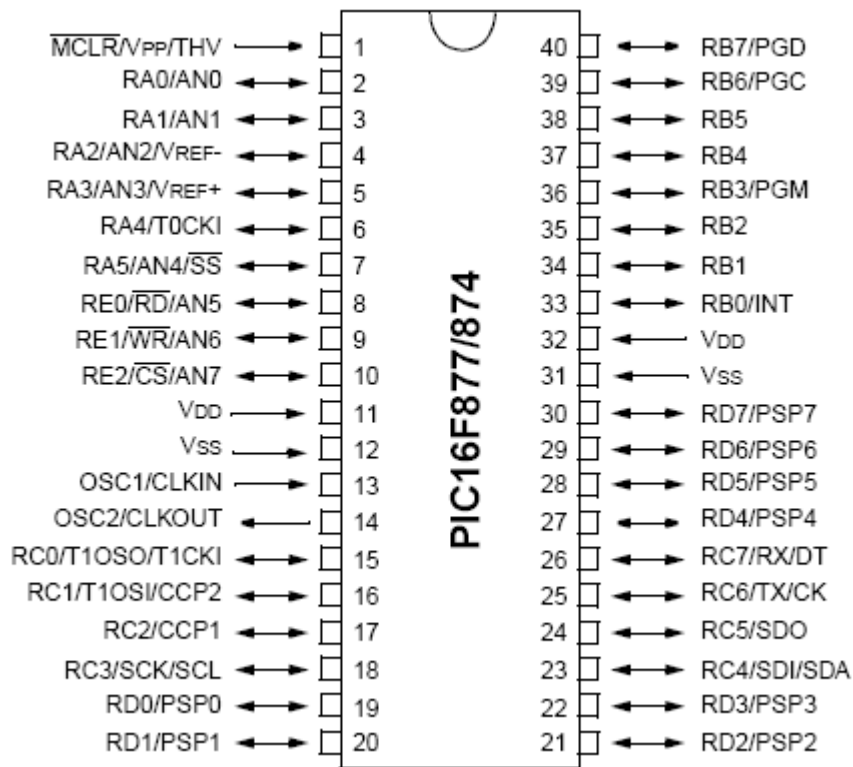 MCLR/VPP/THV 1 40 RB7/PGD
RA0/AN0 2 39 RB6/PGC
RA1/AN1 3 38 RB5
RA2/AN2/VREF- 4 37 RB4
RA3/AN3/VREF+ 5 36 RB3/PGM
RA4/T0CKI 6 35 RB2
RA5/AN4/SS 7 34 RB1
RE0/RD/AN5 8 33 RB0/INT
RE1/WR/AN6 9 32 VDD
RE2/CS/AN7 10 31 VSS
VDD 11 30 RD7/PSP7
VSS 12 29 RD6/PSP6
OSC1/CLKIN 13 28 RD5/PSP5
OSC2/CLKOUT 14 27 RD4/PSP4
RC0/T1OSO/T1CKI 15 26 RC7/RX/DT
RC1/T1OSI/CCP2 16 25 RC6/TX/CK
RC2/CCP1 17 24 RC5/SDO
RC3/SCK/SCL 18 23 RC4/SDI/SDA
RD0/PSP0 19 22 RD3/PSP3
RD1/PSP1 20 21 RD2/PSP2
PIC16F877/874